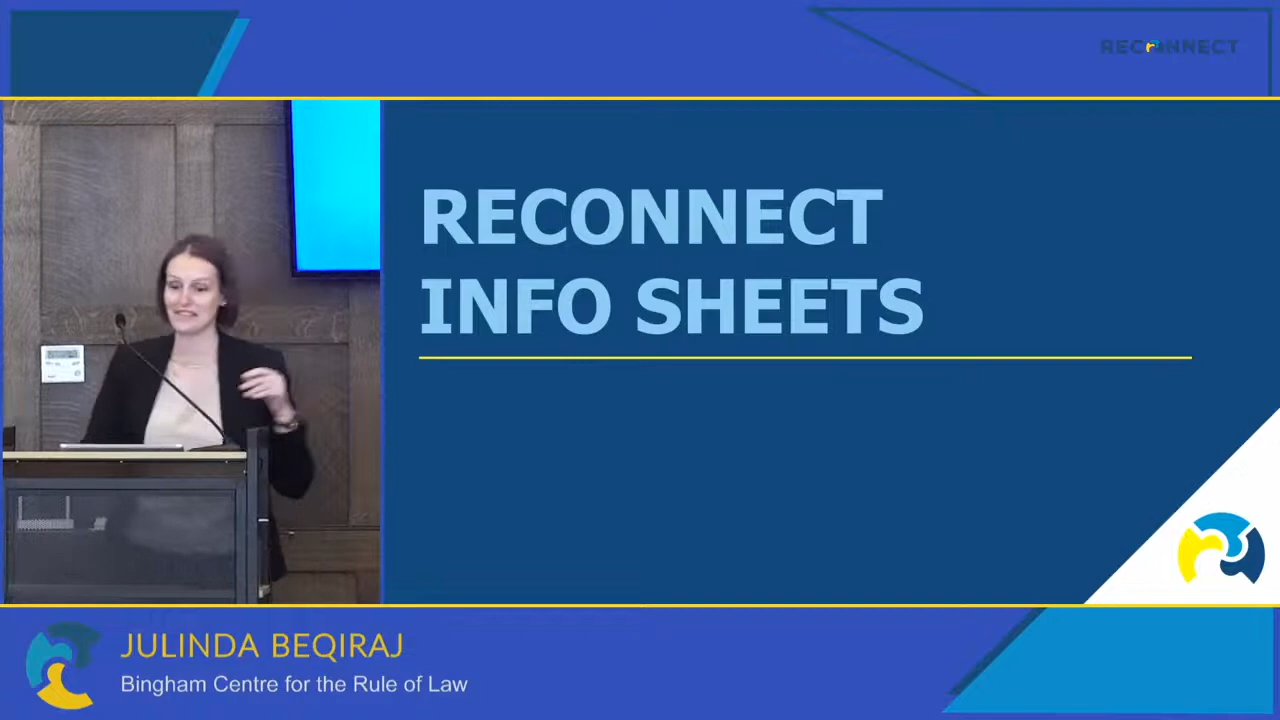 RECONNECT
RECONNECT
INFO SHEETS
JULINDA BEQIRAJ
Bingham Centre for the Rule of Law